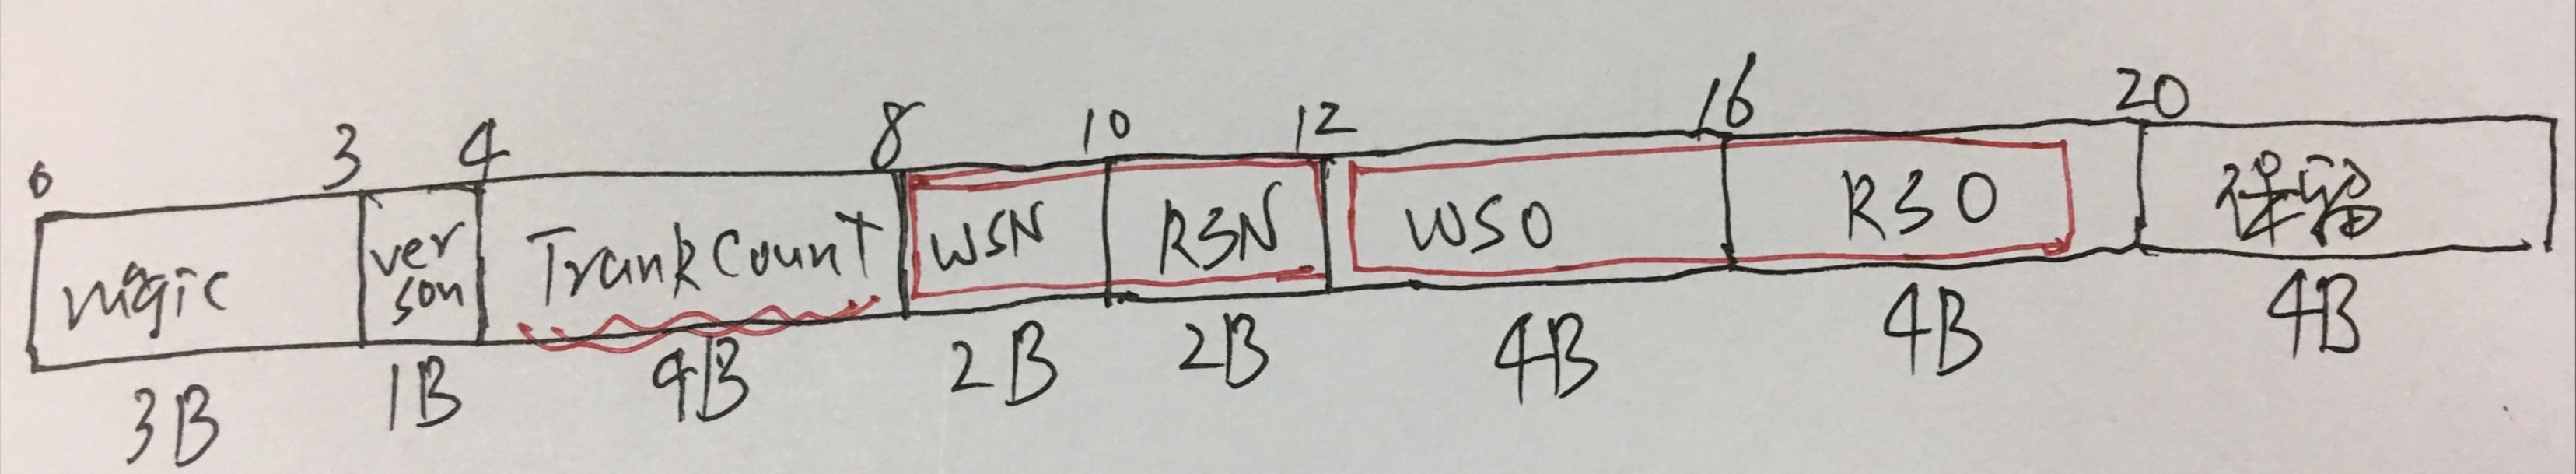 0 3 4 8 10 12 16 20
magic ver son TrankCount WSN RSN WSO RSO 保留
3B 1B 4B 2B 2B 4B 4B 4B